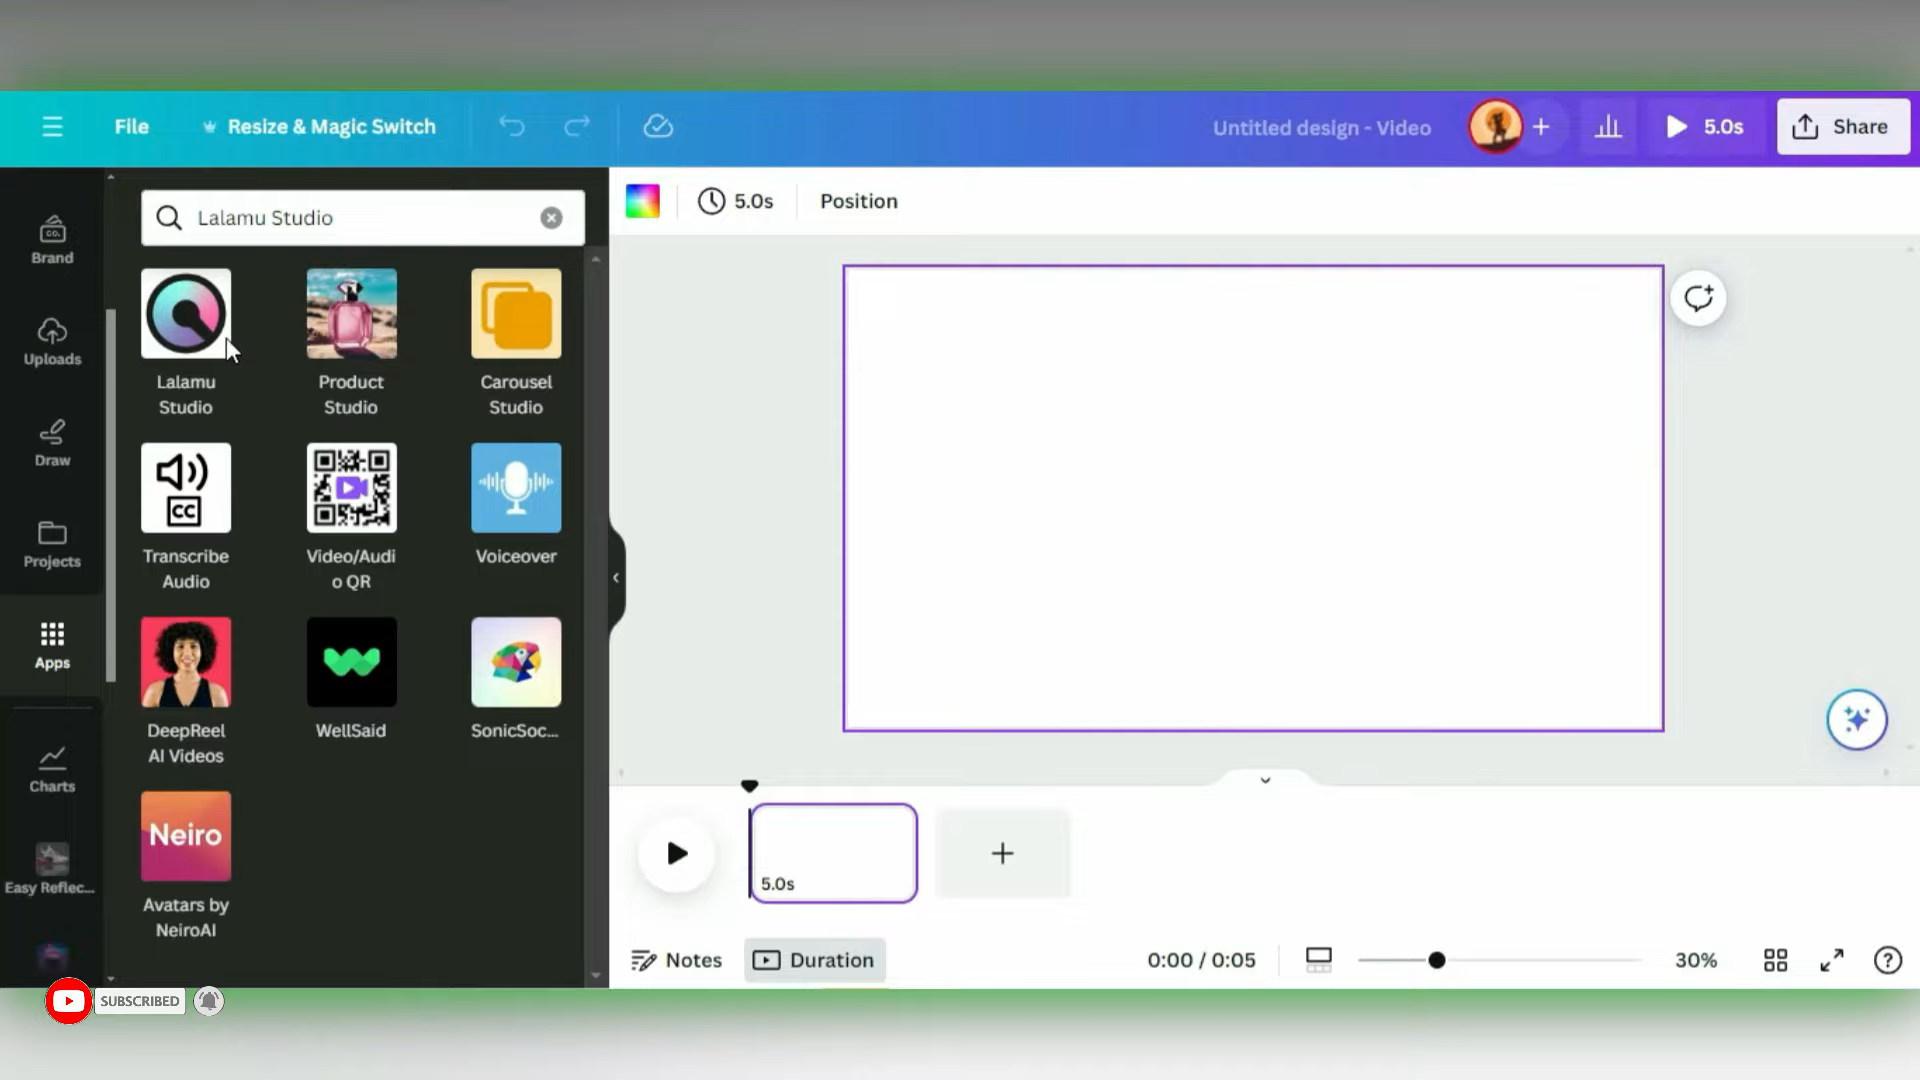 File
Resize & Magic Switch
Untitled design - Video
5.0s
Share
Brand
Uploads
Draw
Projects
Apps
Charts
Easy Reflec...
Lalamu Studio
Lalamu
Studio
Product
Studio
Carousel
Studio
CC
Transcribe
Audio
Video/Audi
o QR
Voiceover
DeepReel
AI Videos
WellSaid
SonicSoc...
Neiro
Avatars by
NeiroAI
5.0s
Position
5.0s
Notes
Duration
0:00 / 0:05
30%
SUBSCRIBED